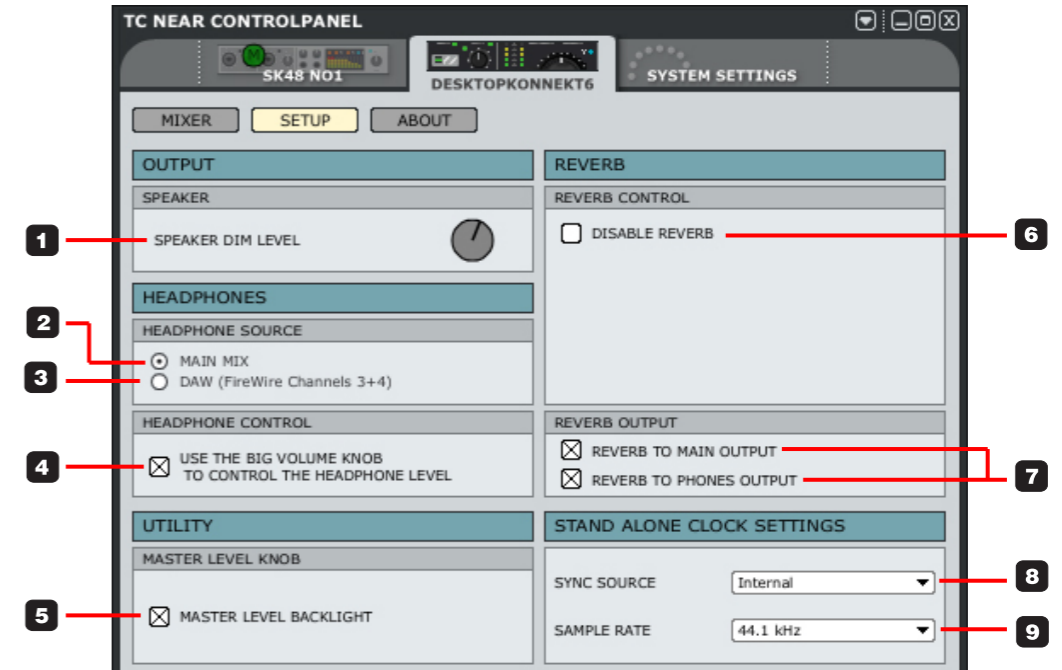 TC NEAR CONTROLPANEL
X
M
SK48 NO1
DESKTOPKONNEKT6
SYSTEM SETTINGS
MIXER
SETUP
ABOUT
OUTPUT
SPEAKER
1
SPEAKER DIM LEVEL
HEADPHONES
HEADPHONE SOURCE
2
MAIN MIX
3
DAW (FireWire Channels 3+4)
HEADPHONE CONTROL
4
USE THE BIG VOLUME KNOB
TO CONTROL THE HEADPHONE LEVEL
UTILITY
MASTER LEVEL KNOB
5
MASTER LEVEL BACKLIGHT
REVERB
REVERB CONTROL
DISABLE REVERB
6
REVERB OUTPUT
REVERB TO MAIN OUTPUT
REVERB TO PHONES OUTPUT
7
STAND ALONE CLOCK SETTINGS
SYNC SOURCE
Internal
8
SAMPLE RATE
44.1 kHz
9